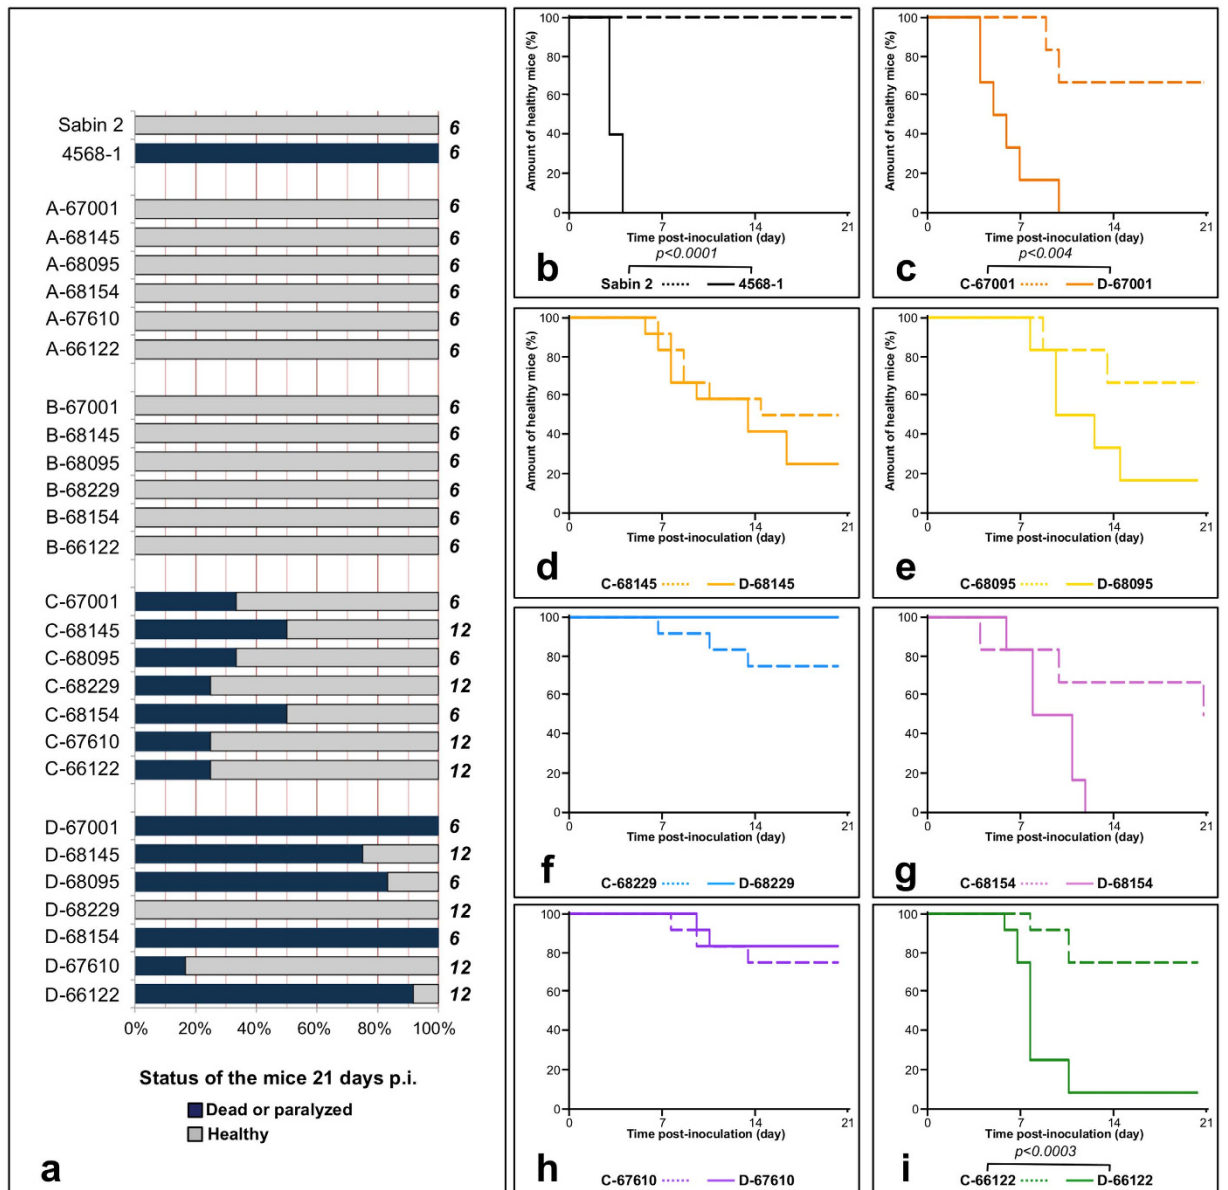 Sabin 2 6
4568-1 6
A-67001 6
A-68145 6
A-68095 6
A-68154 6
A-67610 6
A-66122 6
B-67001 6
B-68145 6
B-68095 6
B-68229 6
B-68154 6
B-66122 6
C-67001 6
C-68145 12
C-68095 6
C-68229 12
C-68154 6
C-67610 12
C-66122 12
D-67001 6
D-68145 12
D-68095 6
D-68229 12
D-68154 6
D-67610 12
D-66122 12
0% 20% 40% 60% 80% 100%
Status of the mice 21 days p.i.
Dead or paralyzed
Healthy
a
Amount of healthy mice (%)
100
80
60
40
20
0
0 7 14 21
Time post-inoculation (day)
p<0.0001
Sabin 2 4568-1
b
Amount of healthy mice (%)
100
80
60
40
20
0
0 7 14 21
Time post-inoculation (day)
p<0.004
C-67001 D-67001
c
Amount of healthy mice (%)
100
80
60
40
20
0
0 7 14 21
Time post-inoculation (day)
C-68145 D-68145
d
Amount of healthy mice (%)
100
80
60
40
20
0
0 7 14 21
Time post-inoculation (day)
C-68095 D-68095
e
100
80
60
40
20
0
0 7 14 21
Time post-inoculation (day)
C-68229 D-68229
f
100
80
60
40
20
0
0 7 14 21
Time post-inoculation (day)
C-68154 D-68154
g
100
80
60
40
20
0
0 7 14 21
Time post-inoculation (day)
C-67610 D-67610
h
100
80
60
40
20
0
0 7 14 21
Time post-inoculation (day)
p<0.0003
C-66122 D-66122
i